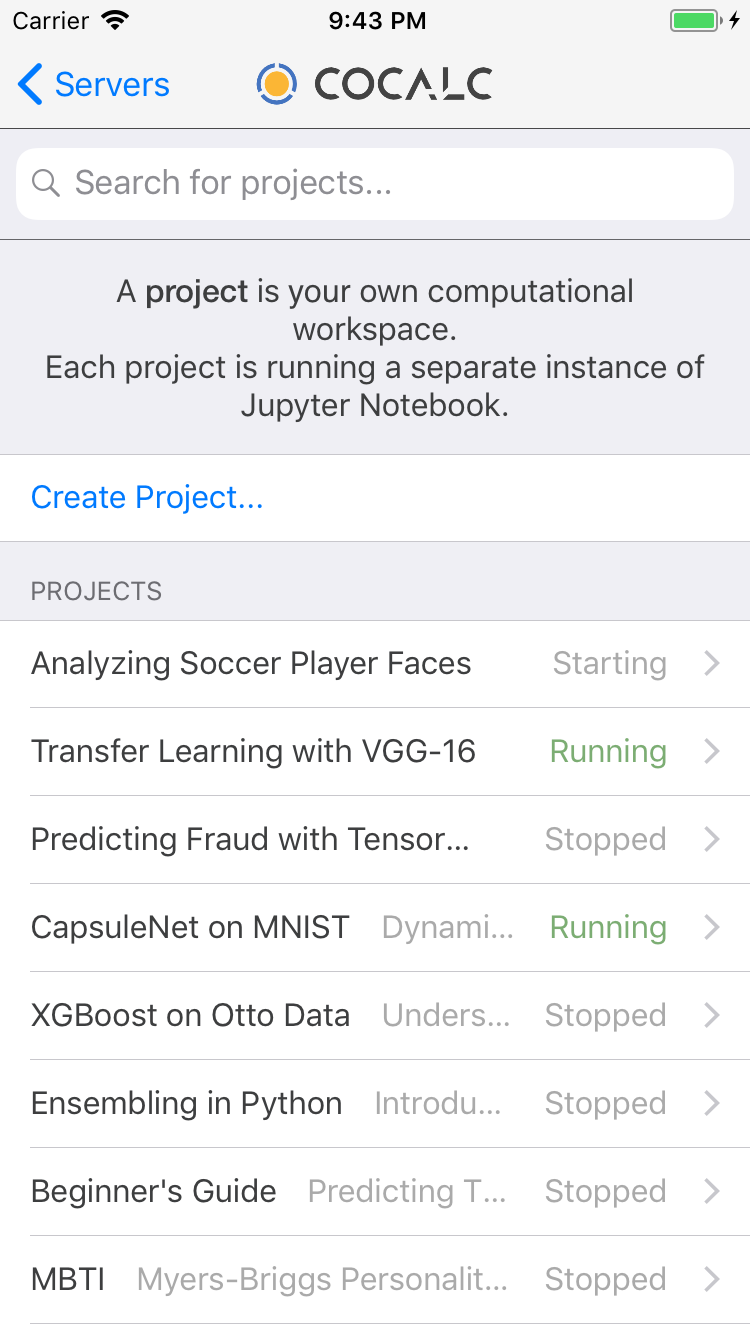 Carrier 9:43 PM
Servers COCALC
Search for projects...
A project is your own computational
workspace.
Each project is running a separate instance of
Jupyter Notebook.
Create Project...
PROJECTS
Analyzing Soccer Player Faces Starting
Transfer Learning with VGG-16 Running
Predicting Fraud with Tensor... Stopped
CapsuleNet on MNIST Dynami... Running
XGBoost on Otto Data Unders... Stopped
Ensembling in Python Introdu... Stopped
Beginner's Guide Predicting T... Stopped
MBTI Myers-Briggs Personalit... Stopped